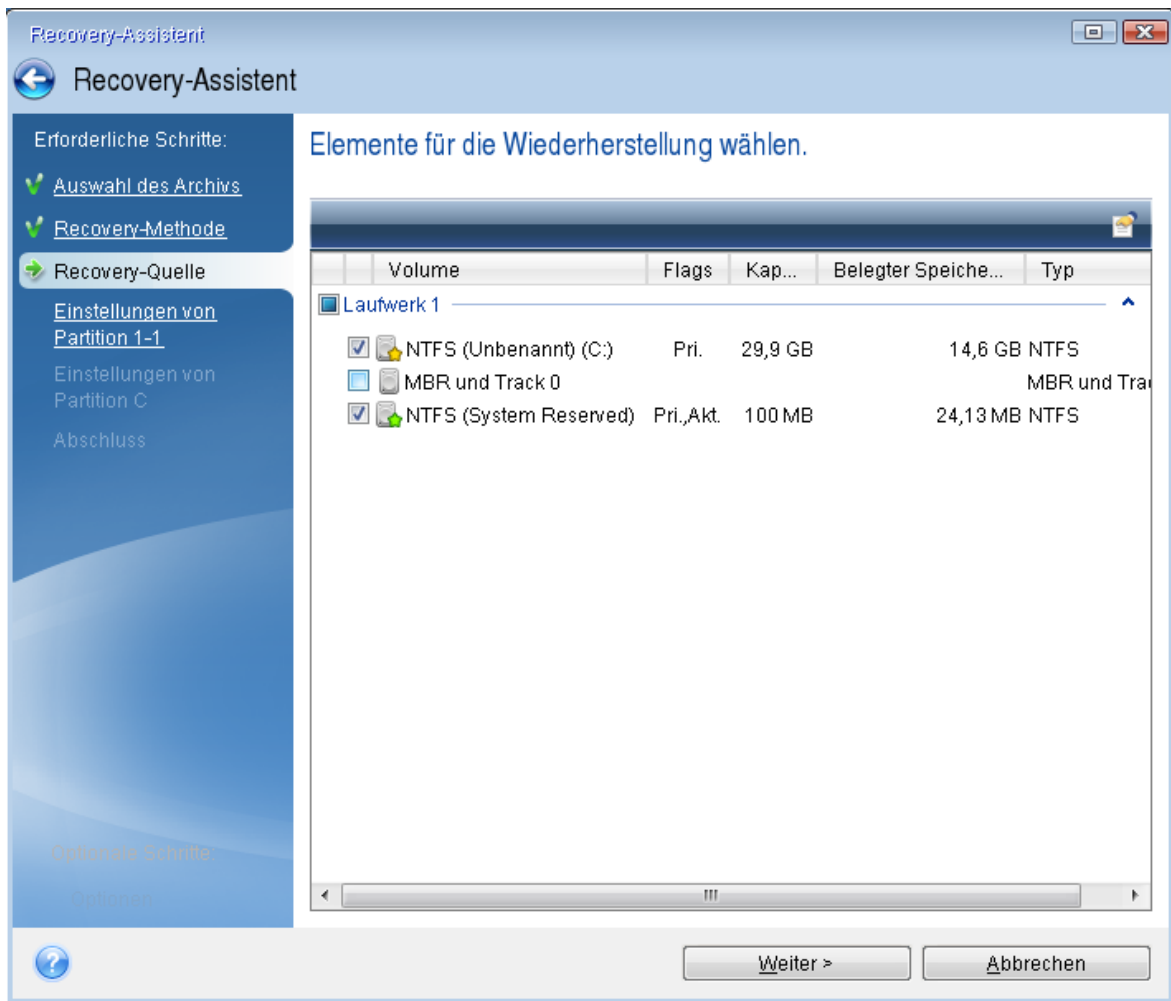 Recovery-Assistent
Recovery-Assistent
Erforderliche Schritte:
Auswahl des Archivs
Recovery-Methode
Recovery-Quelle
Einstellungen von
Partition 1-1
Einstellungen von
Partition C
Abschluss
Optionale Schritte:
Optionen
Elemente für die Wiederherstellung wählen.
Volume Flags Kap... Belegter Speiche... Typ
Laufwerk 1
NTFS (Unbenannt) (C:) Pri. 29,9 GB 14,6 GB NTFS
MBR und Track 0 MBR und Tra
NTFS (System Reserved) Pri.,Akt. 100 MB 24,13 MB NTFS
Weiter > Abbrechen